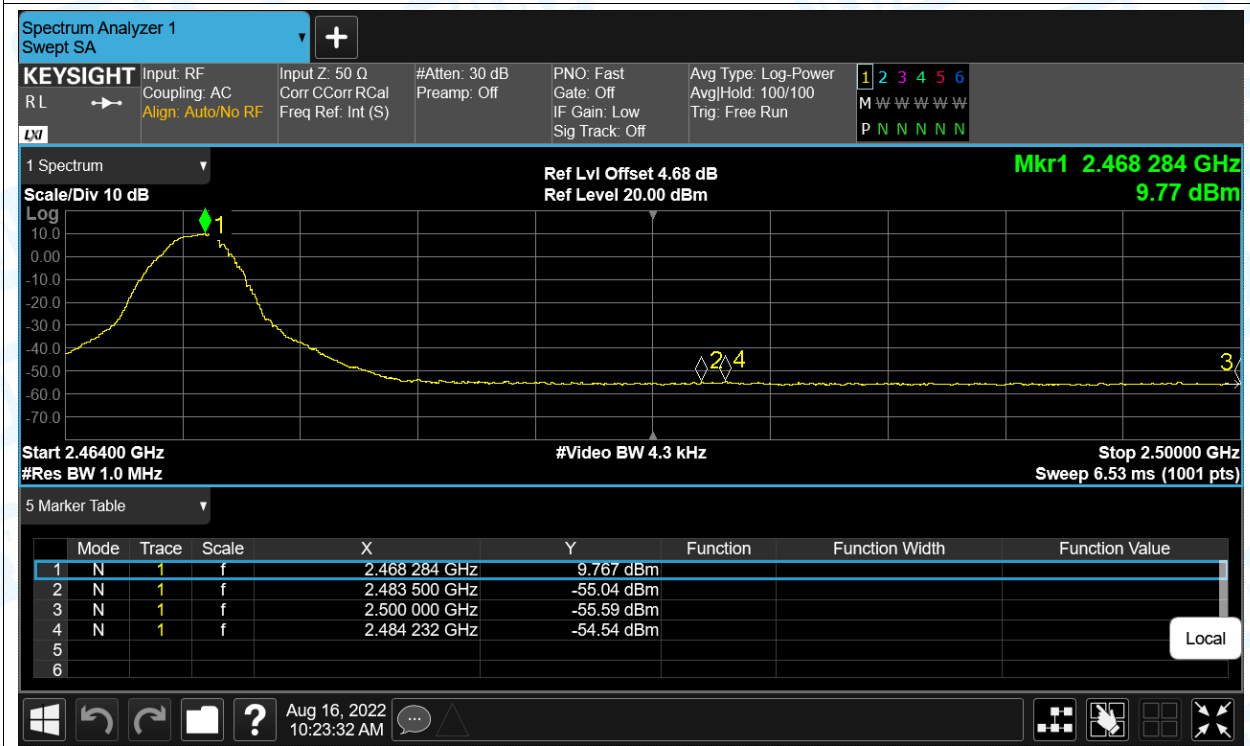 Spectrum Analyzer 1
Swept SA
KEYSIGHT Input: RF Input Z: 50 Ω #Atten: 30 dB PNO: Fast Avg Type: Log-Power 1 2 3 4 5 6
R L Coupling: AC Corr CCorr RCal Preamp: Off Gate: Off Avg|Hold: 100/100 M W W W W W
Align: Auto/No RF Freq Ref: Int (S) IF Gain: Low Trig: Free Run
LXI Sig Track: Off P N N N N N
1 Spectrum Ref Lvl Offset 4.68 dB Mkr1 2.468 284 GHz
Scale/Div 10 dB Ref Level 20.00 dBm 9.77 dBm
Log
1
10.0
0.00
-10.0
-20.0
-30.0
-40.0
2 4 3
-50.0
-60.0
-70.0
Start 2.46400 GHz #Video BW 4.3 kHz Stop 2.50000 GHz
#Res BW 1.0 MHz Sweep 6.53 ms (1001 pts)
5 Marker Table
Mode Trace Scale X Y Function Function Width Function Value
1 N 1 f 2.468 284 GHz 9.767 dBm
2 N 1 f 2.483 500 GHz -55.04 dBm
3 N 1 f 2.500 000 GHz -55.59 dBm
4 N 1 f 2.484 232 GHz -54.54 dBm
5
6
Local
? Aug 16, 2022
10:23:32 AM